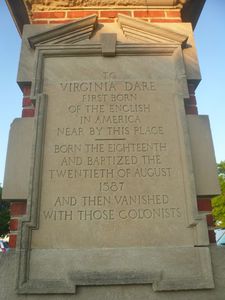 TO
VIRGINIA DARE
FIRST BORN
OF THE ENGLISH
IN AMERICA
NEAR BY THIS PLACE
BORN THE EIGHTEENTH
AND BAPTIZED THE
TWENTIETH OF AUGUST
1587
AND THEN VANISHED
WITH THOSE COLONISTS